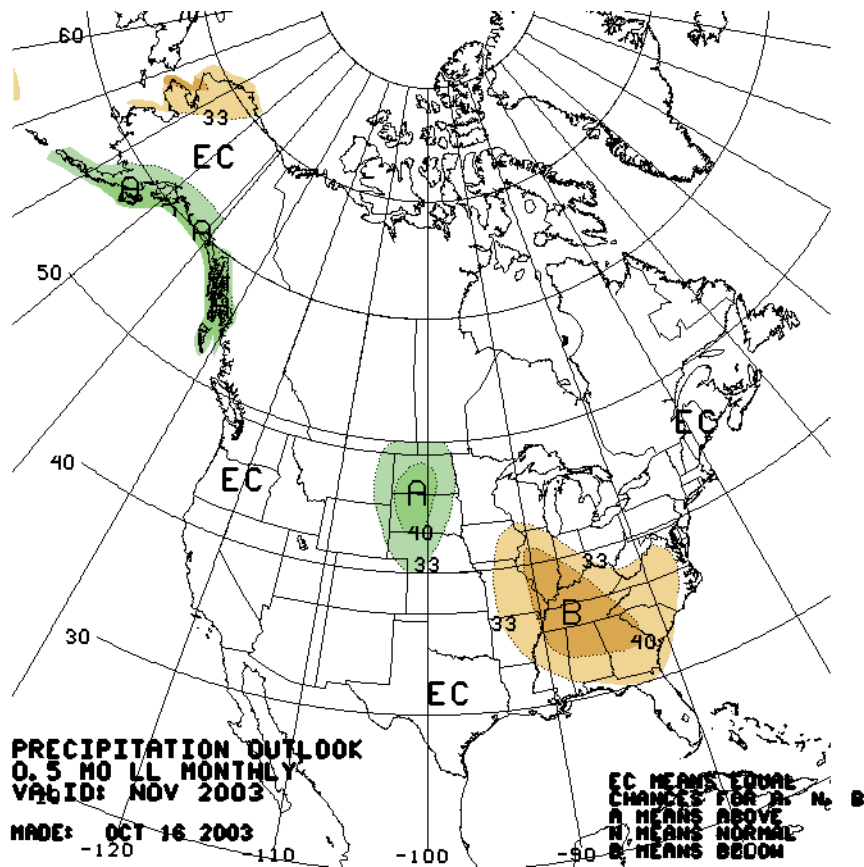 60
33
EC
A
A
50
40
EC
EC
A
40
33
33
33
B
40
30
EC
PRECIPITATION OUTLOOK
0.5 MO LL MONTHLY
VALID: NOV 2003
MADE: OCT 16 2003
EC MEANS EQUAL
CHANCES FOR A, N, B
A MEANS ABOVE
N MEANS NORMAL
B MEANS BELOW
-120
-110
-100
-90